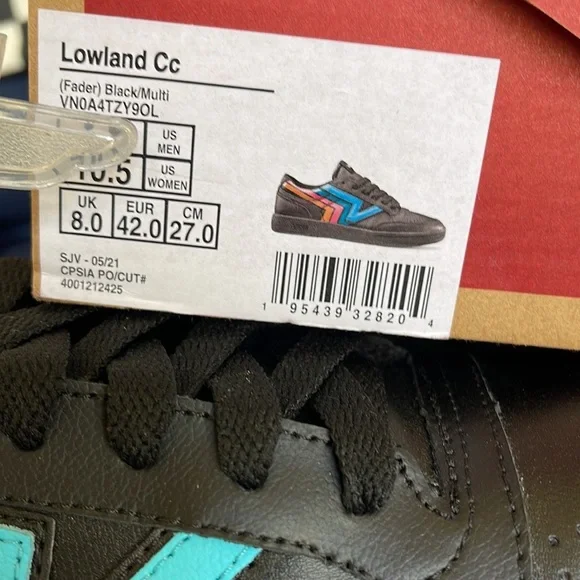 Lowland Cc
(Fader) Black/Multi
VN0A4TZY9OL
US MEN
10.5 US WOMEN
UK 8.0 EUR 42.0 CM 27.0
SJV - 05/21
CPSIA PO/CUT#
4001212425
1 95439 32820 4